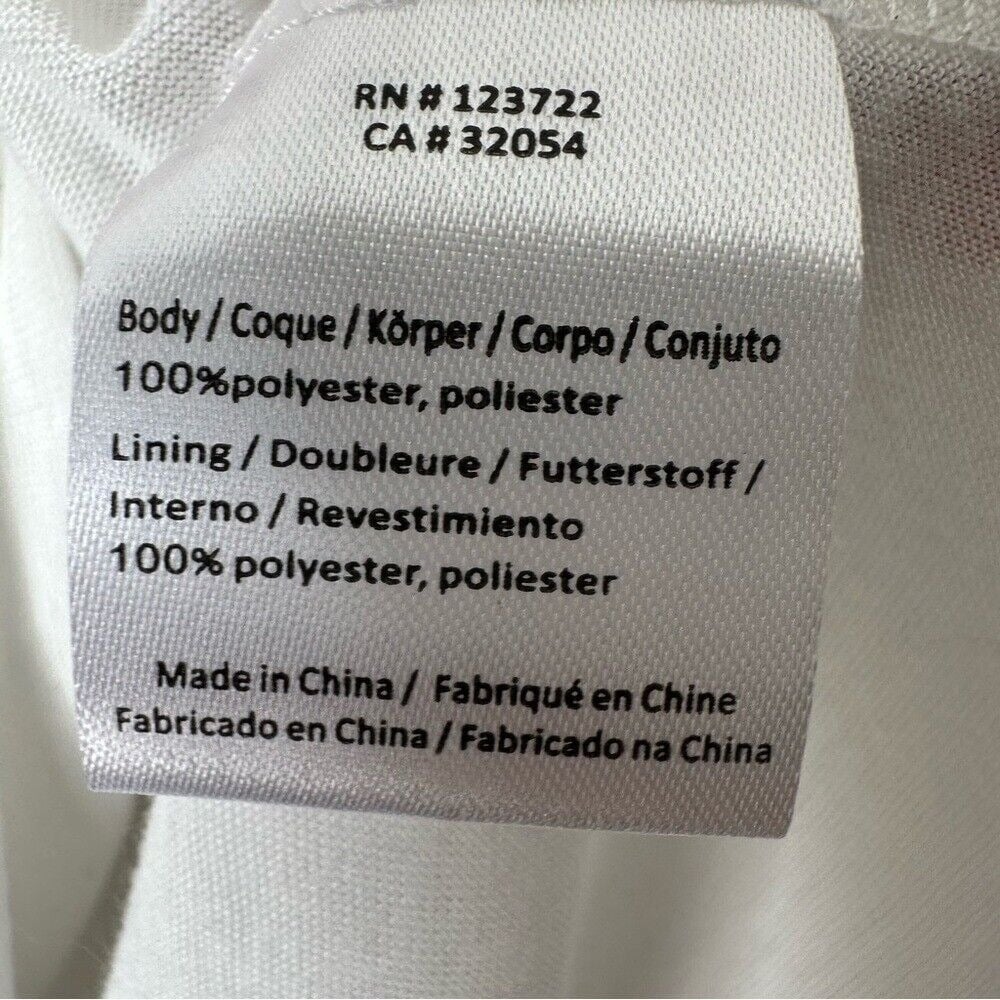 RN # 123722
CA # 32054
Body / Coque / Kŏrper / Corpo / Conjuto
100%polyester, poliester
Lining / Doubleure / Futterstoff /
Interno / Revestimiento
100% polyester, poliester
Made in China / Fabriqué en Chine
Fabricado en China / Fabricado na China